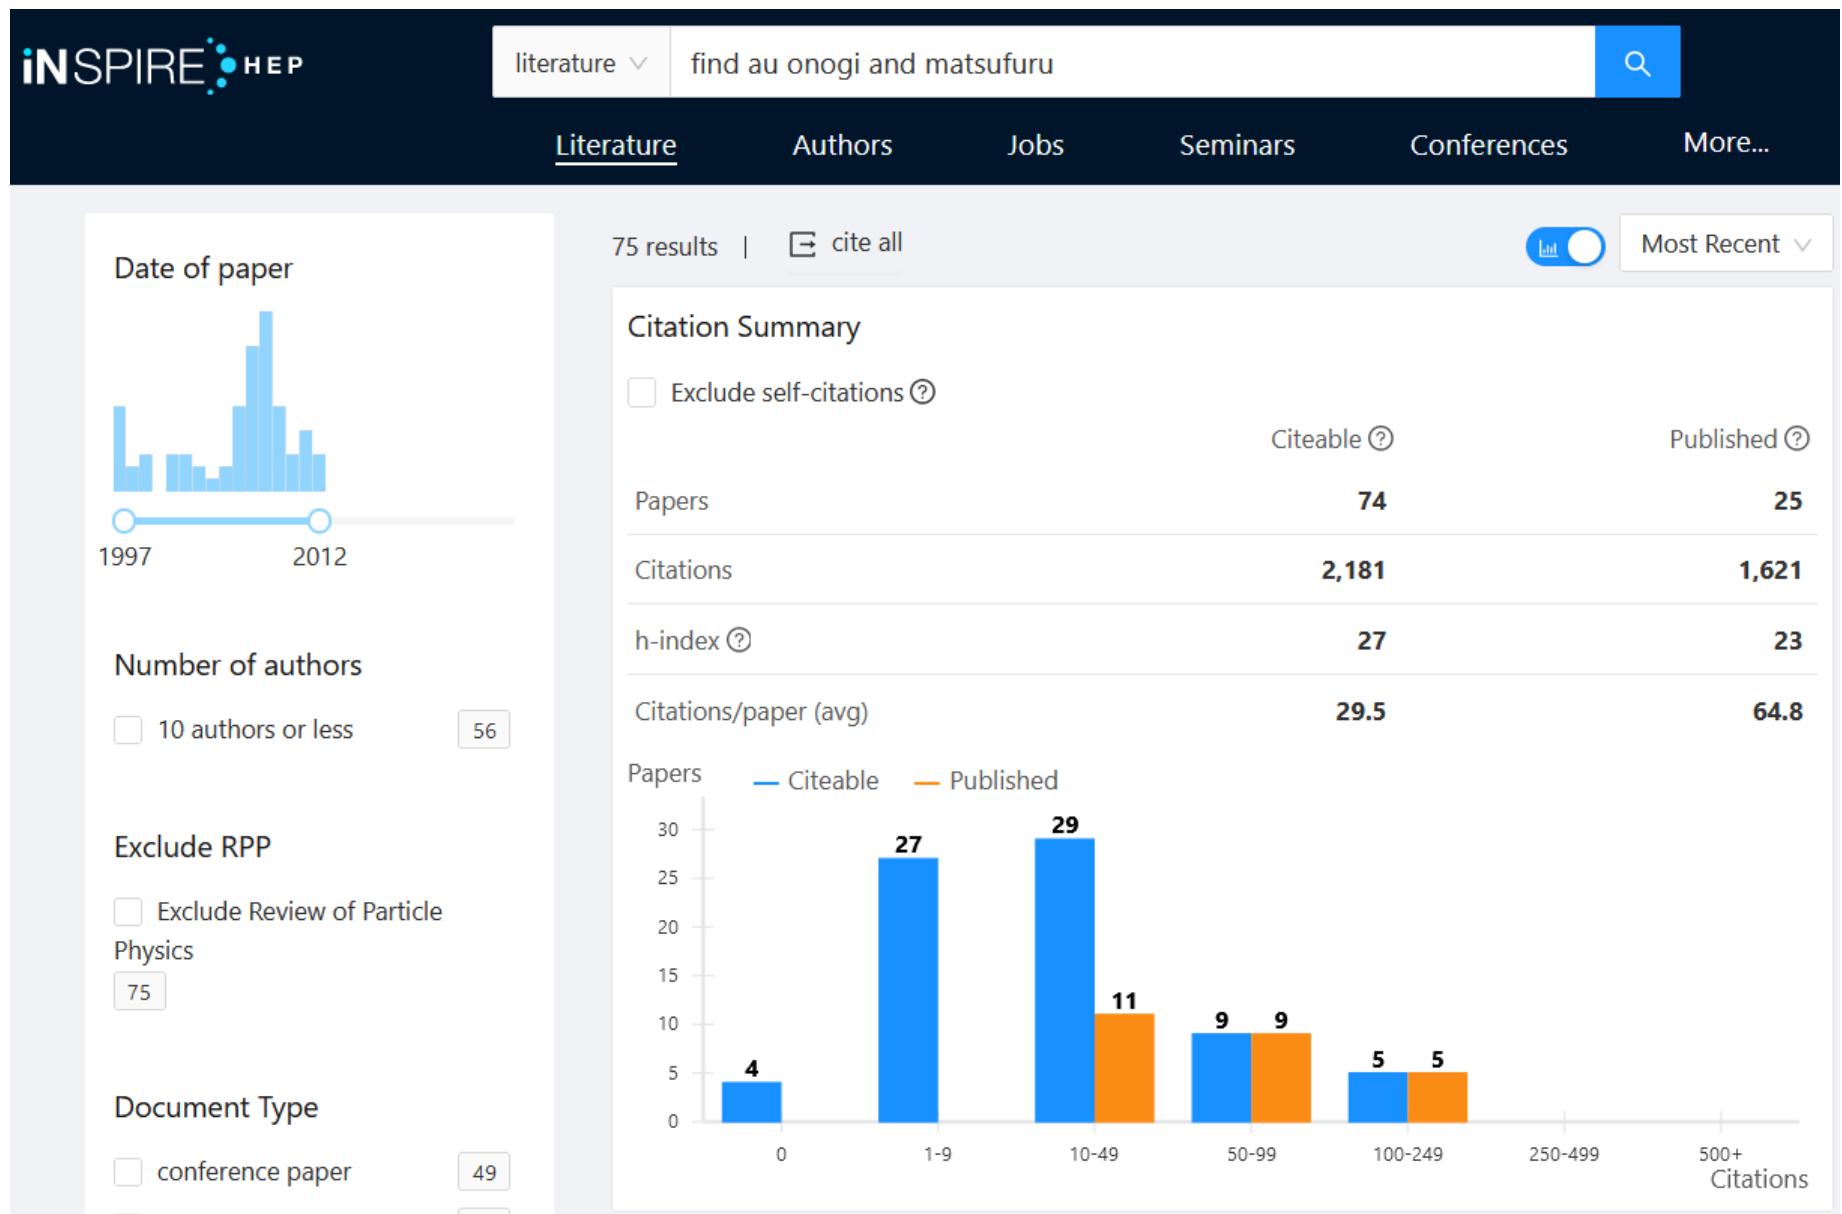 iNSPIRE HEP
literature
find au onogi and matsufuru
Literature
Authors
Jobs
Seminars
Conferences
More...
Date of paper
1997
2012
Number of authors
10 authors or less
56
Exclude RPP
Exclude Review of Particle
Physics
75
Document Type
conference paper
49
75 results |
cite all
Most Recent
Citation Summary
Exclude self-citations ?
Citeable ? Published ?
Papers 74 25
Citations 2,181 1,621
h-index ? 27 23
Citations/paper (avg) 29.5 64.8
Papers
Citeable
Published
30
25
20
15
10
5
0
4
27
29
11
9
9
5
5
0 1-9 10-49 50-99 100-249 250-499 500+
Citations